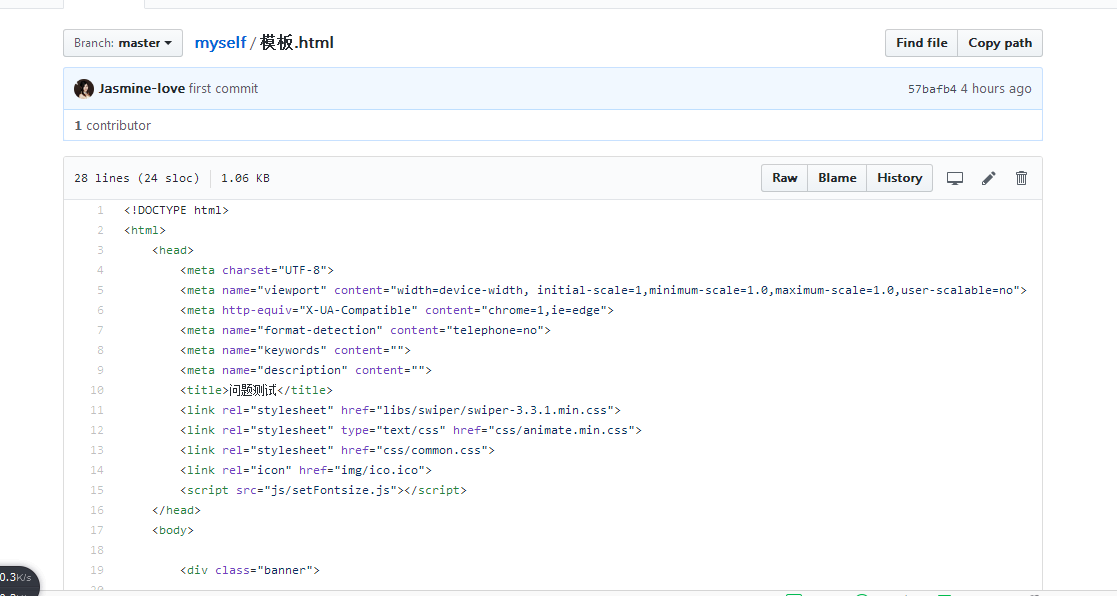 Branch: master
myself / 模板.html
Find file
Copy path
Jasmine-love first commit
57bafb4 4 hours ago
1 contributor
28 lines (24 sloc)
1.06 KB
Raw
Blame
History
1 <!DOCTYPE html>
2 <html>
3 <head>
4 <meta charset="UTF-8">
5 <meta name="viewport" content="width=device-width, initial-scale=1,minimum-scale=1.0,maximum-scale=1.0,user-scalable=no">
6 <meta http-equiv="X-UA-Compatible" content="chrome=1,ie=edge">
7 <meta name="format-detection" content="telephone=no">
8 <meta name="keywords" content="">
9 <meta name="description" content="">
10 <title>问题测试</title>
11 <link rel="stylesheet" href="libs/swiper/swiper-3.3.1.min.css">
12 <link rel="stylesheet" type="text/css" href="css/animate.min.css">
13 <link rel="stylesheet" href="css/common.css">
14 <link rel="icon" href="img/ico.ico">
15 <script src="js/setFontsize.js"></script>
16 </head>
17 <body>
18
19 <div class="banner">
0.3K/s